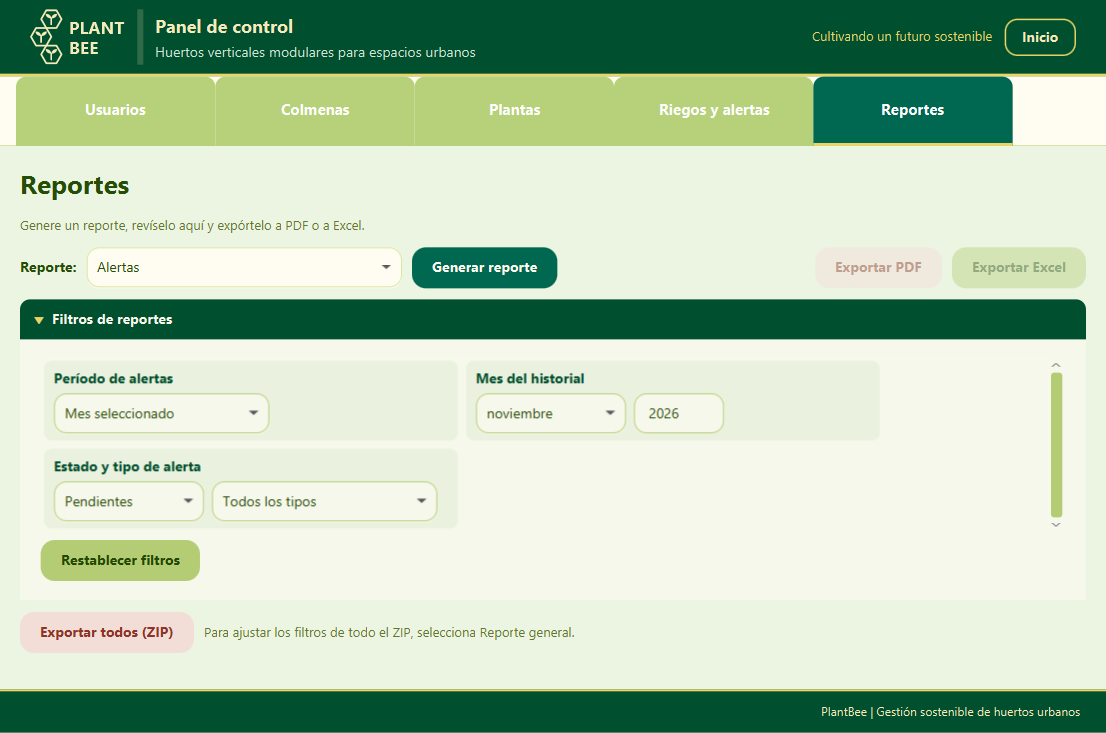 PLANT
BEE
Panel de control
Huertos verticales modulares para espacios urbanos
Cultivando un futuro sostenible
Inicio
Usuarios
Colmenas
Plantas
Riegos y alertas
Reportes
Reportes
Genere un reporte, revíselo aquí y expórtelo a PDF o a Excel.
Reporte:
Alertas
Generar reporte
Exportar PDF
Exportar Excel
Filtros de reportes
Período de alertas
Mes del historial
Mes seleccionado
noviembre
2026
Estado y tipo de alerta
Pendientes
Todos los tipos
Restablecer filtros
Exportar todos (ZIP)
Para ajustar los filtros de todo el ZIP, selecciona Reporte general.
PlantBee | Gestión sostenible de huertos urbanos